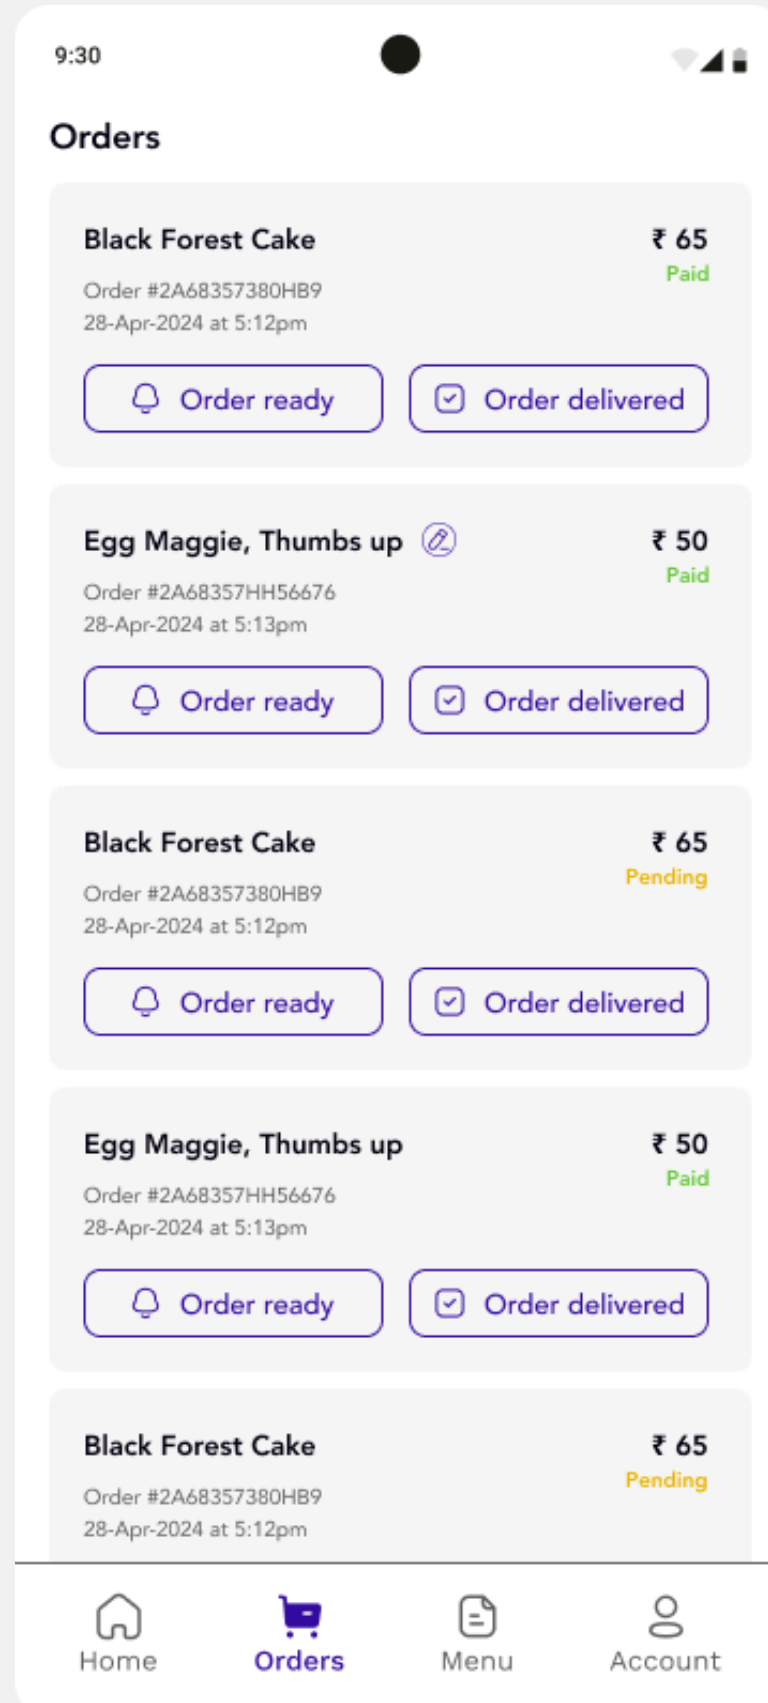 9:30
Orders
Black Forest Cake ₹ 65
Paid
Order #2A68357380HB9
28-Apr-2024 at 5:12pm
Order ready Order delivered
Egg Maggie, Thumbs up ₹ 50
Paid
Order #2A68357HH56676
28-Apr-2024 at 5:13pm
Order ready Order delivered
Black Forest Cake ₹ 65
Pending
Order #2A68357380HB9
28-Apr-2024 at 5:12pm
Order ready Order delivered
Egg Maggie, Thumbs up ₹ 50
Paid
Order #2A68357HH56676
28-Apr-2024 at 5:13pm
Order ready Order delivered
Black Forest Cake ₹ 65
Pending
Order #2A68357380HB9
28-Apr-2024 at 5:12pm
Home Orders Menu Account